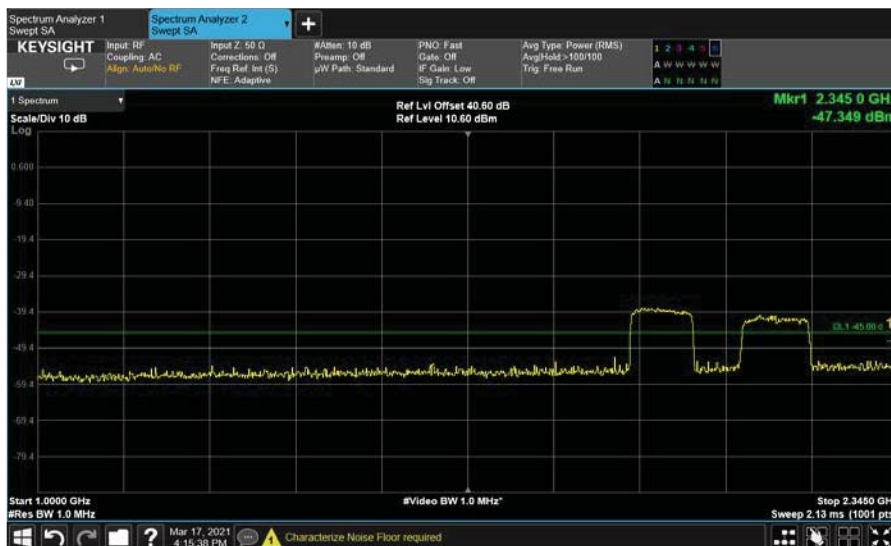 Spectrum Analyzer 1
Swept SA
Spectrum Analyzer 2
Swept SA
+
KEYSIGHT
LXI
Input: RF
Coupling: AC
Align: Auto/No RF
Input Z: 50 Ω
Corrections: Off
Freq Ref: Int (S)
NFE: Adaptive
#Atten: 10 dB
Preamp: Off
µW Path: Standard
PNO: Fast
Gate: Off
IF Gain: Low
Sig Track: Off
Avg Type: Power (RMS)
Avg|Hold:>100/100
Trig: Free Run
1 2 3 4 5 6
A W W W W W
A N N N N N
1 Spectrum
Scale/Div 10 dB
Log
Ref Lvl Offset 40.60 dB
Ref Level 10.60 dBm
Mkr1 2.345 0 GHz
-47.349 dBm
0.600
-9.40
-19.4
-29.4
-39.4
-49.4
-59.4
-69.4
-79.4
DL1 -45.00 d
1
Start 1.0000 GHz
#Res BW 1.0 MHz
#Video BW 1.0 MHz*
Stop 2.3450 GH
Sweep 2.13 ms (1001 pts
?
Mar 17, 2021
4:15:38 PM
Characterize Noise Floor required